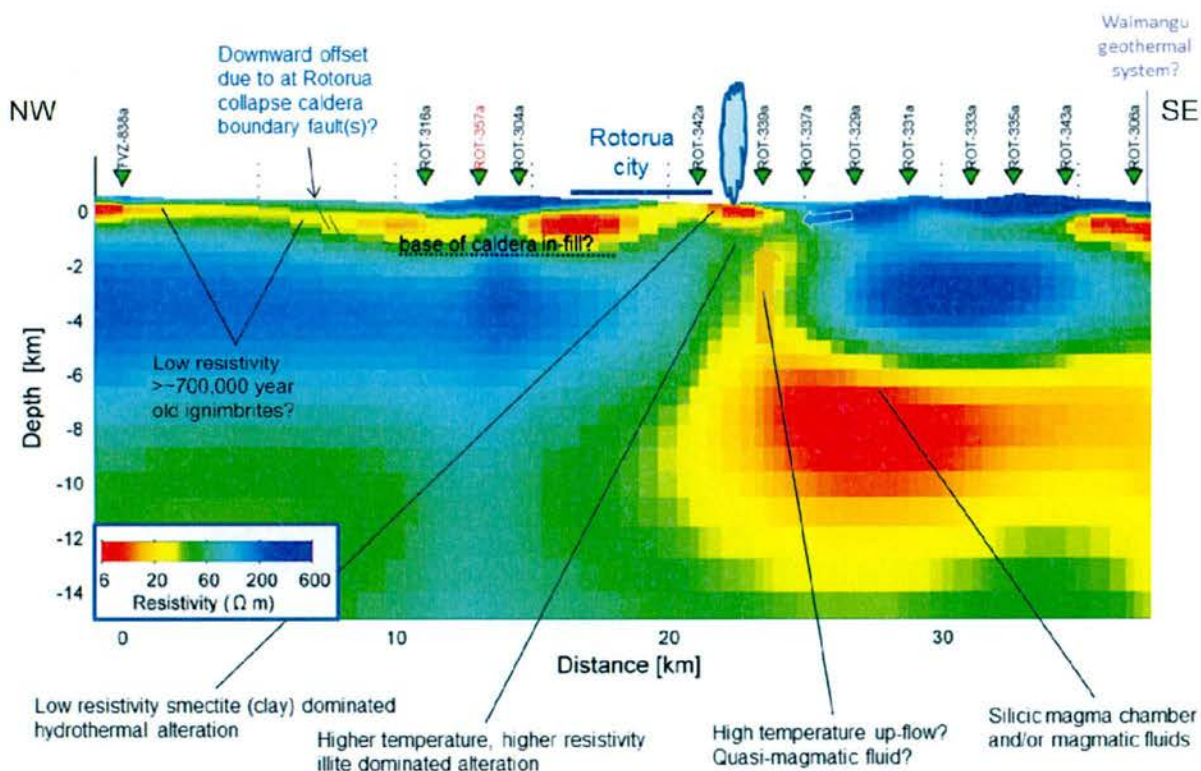 Waimangu
geothermal
system?
NW
SE
Downward offset
due to at Rotorua
collapse caldera
boundary fault(s)?
Rotorua
city
TVZ-838a
ROT-316a
ROT-357a
ROT-304a
ROT-342a
ROT-339a
ROT-337a
ROT-329a
ROT-331a
ROT-333a
ROT-335a
ROT-343a
ROT-306a
base of caldera in-fill?
Low resistivity
>~700,000 year
old ignimbrites?
Depth [km]
0
-2
-4
-6
-8
-10
-12
-14
6 20 60 200 600
Resistivity (Ω m)
0 10 20 30
Distance [km]
Low resistivity smectite (clay) dominated
hydrothermal alteration
Higher temperature, higher resistivity
illite dominated alteration
High temperature up-flow?
Quasi-magmatic fluid?
Silicic magma chamber
and/or magmatic fluids